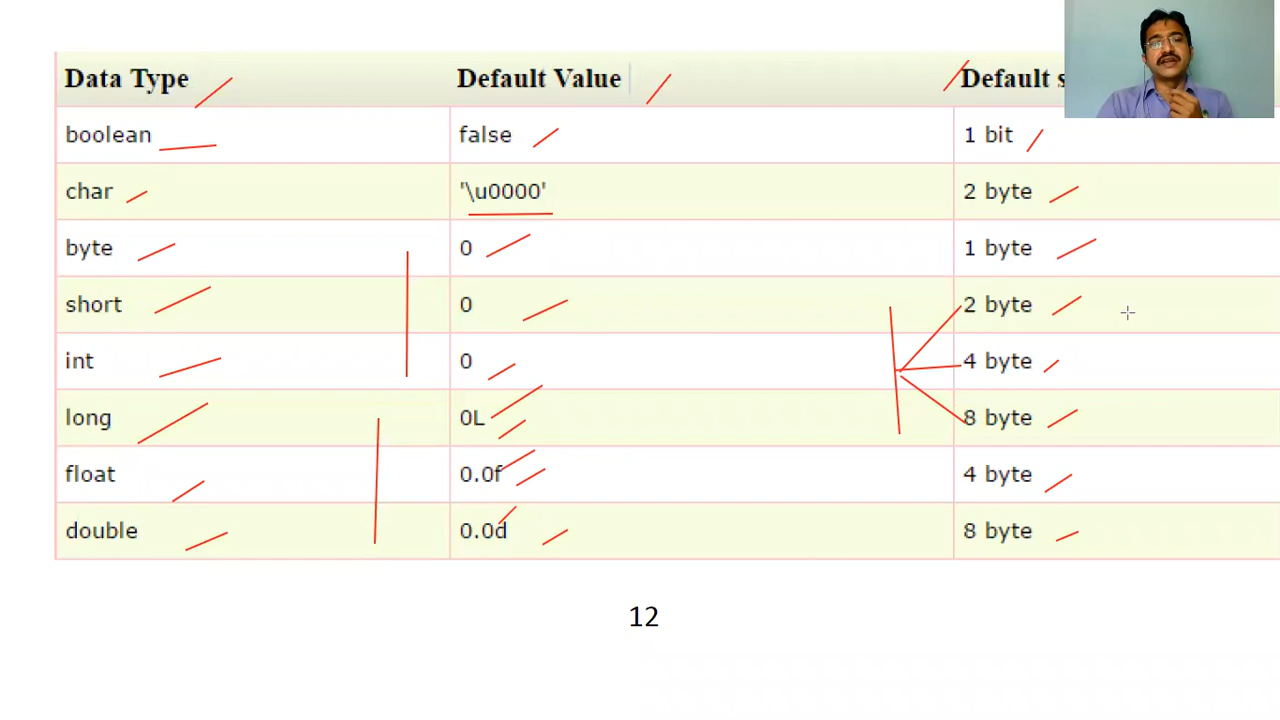 Data Type Default Value Default s
boolean false 1 bit
char '\u0000' 2 byte
byte 0 1 byte
short 0 2 byte
int 0 4 byte
long 0L 8 byte
float 0.0f 4 byte
double 0.0d 8 byte
12